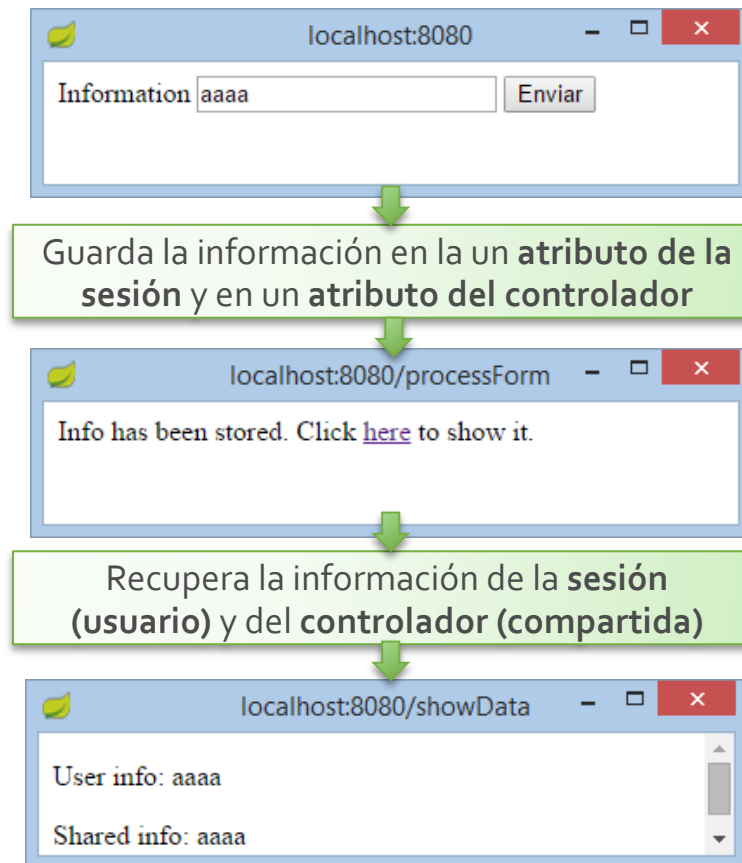 localhost:8080
Information aaaa Enviar
Guarda la información en la un atributo de la
sesión y en un atributo del controlador
localhost:8080/processForm
Info has been stored. Click here to show it.
Recupera la información de la sesión
(usuario) y del controlador (compartida)
localhost:8080/showData
User info: aaaa
Shared info: aaaa